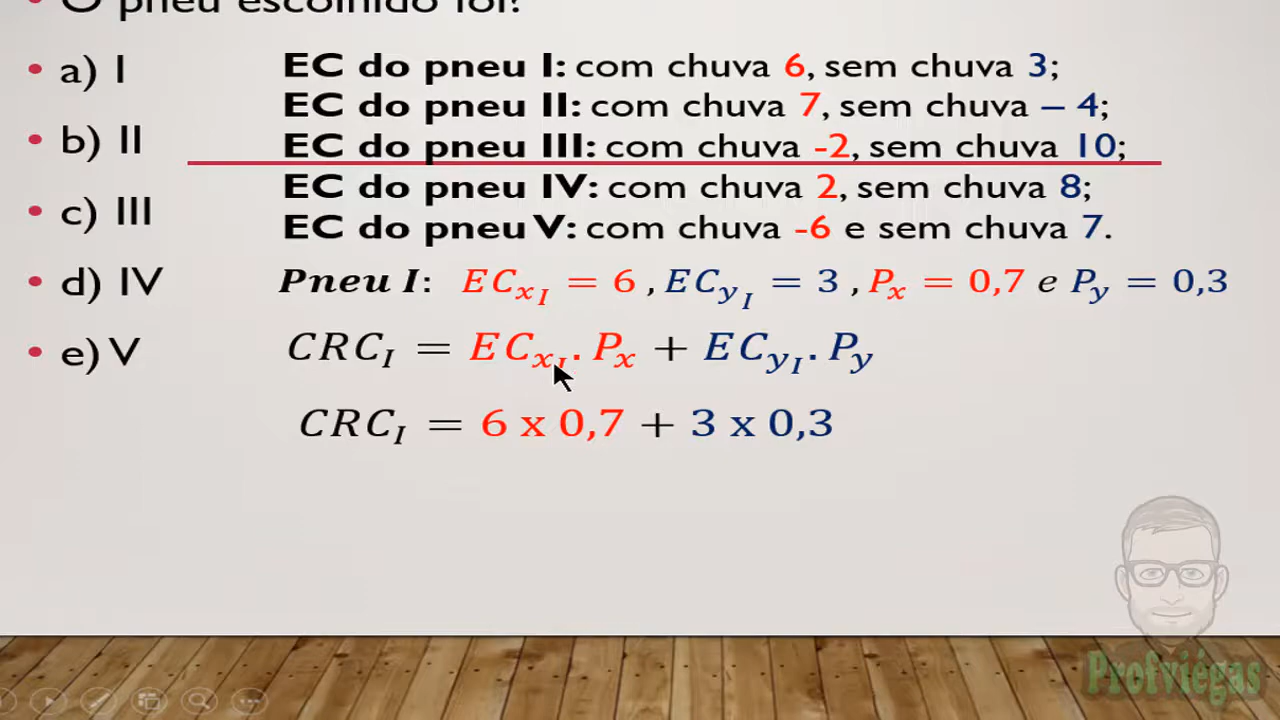 • O pneu escolhido foi?
• a) I
• b) II
• c) III
• d) IV
• e) V
EC do pneu I: com chuva 6, sem chuva 3;
EC do pneu II: com chuva 7, sem chuva – 4;
EC do pneu III: com chuva -2, sem chuva 10;
EC do pneu IV: com chuva 2, sem chuva 8;
EC do pneu V: com chuva -6 e sem chuva 7.
Pneu I: EC_{x_I} = 6 , EC_{y_I} = 3 , P_x = 0,7 e P_y = 0,3
CRC_I = EC_{x_I} . P_x + EC_{y_I} . P_y
CRC_I = 6 x 0,7 + 3 x 0,3
Profviégas